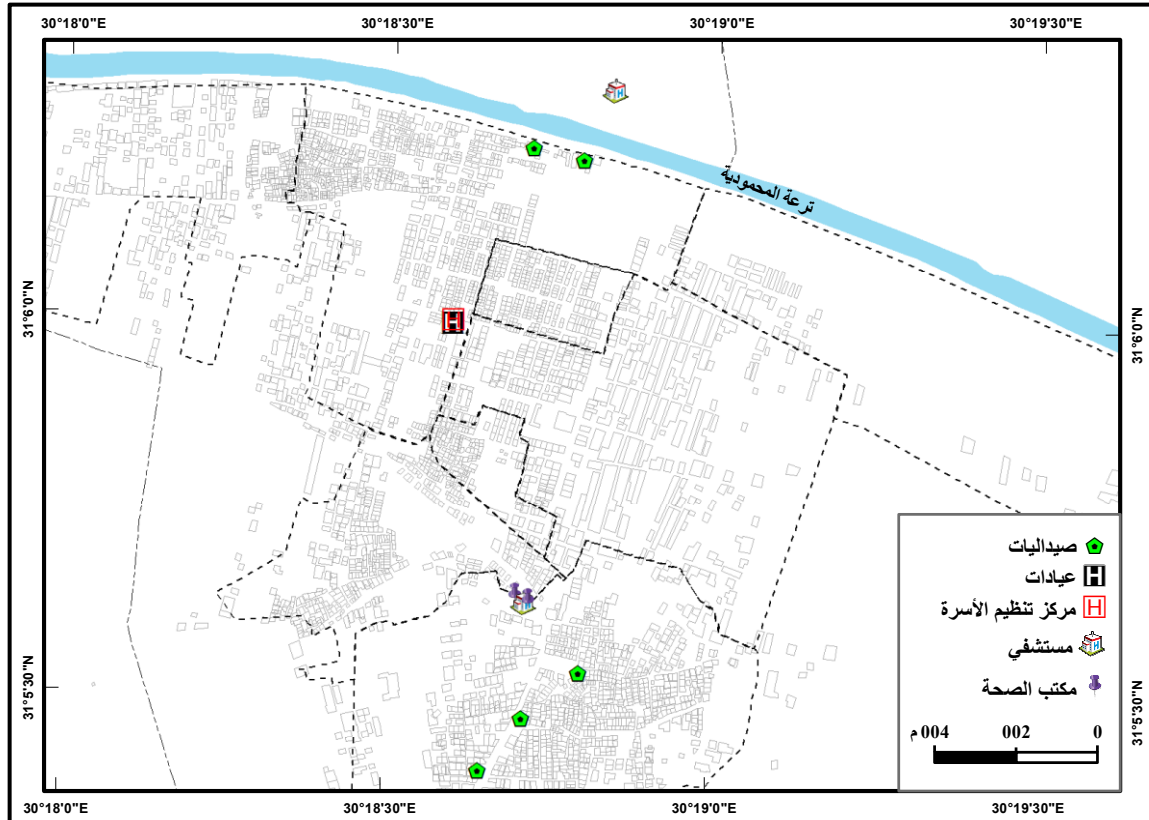 30°18'0"E 30°18'30"E 30°19'0"E 30°19'30"E
ترعة المحمودية
31°6'0"N
31°6'0"N
صيداليات
عيادات
مركز تنظيم الأسرة
مستشفي
مكتب الصحة
004 م 002 0
31°5'30"N
31°5'30"N
30°18'0"E 30°18'30"E 30°19'0"E 30°19'30"E